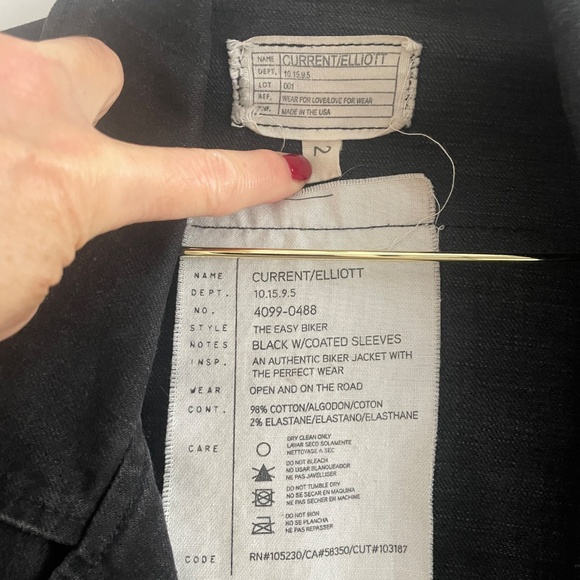 NAME CURRENT/ELLIOTT
DEPT. 10.15.9.5
LOT 001
REF. WEAR FOR LOVE/LOVE FOR WEAR
MADE IN THE USA
2
NAME CURRENT/ELLIOTT
DEPT. 10.15.9.5
NO. 4099-0488
STYLE THE EASY BIKER
NOTES BLACK W/COATED SLEEVES
INSP. AN AUTHENTIC BIKER JACKET WITH
THE PERFECT WEAR
WEAR OPEN AND ON THE ROAD
CONT. 98% COTTON/ALGODON/COTON
2% ELASTANE/ELASTANO/ELASTHANE
CARE DRY CLEAN ONLY
LAVAR SECO SOLAMENTE
NETTOYAGE A SEC
DO NOT BLEACH
NO USAR BLANQUEADOR
NE PAS JAVELLISER
DO NOT TUMBLE DRY
NO SE SECAR EN MAQUINA
NE PAS SECHER EN MACHINE
DO NOT IRON
NO SE PLANCHA
NE PAS REPASSER
CODE RN#105230/CA#58350/CUT#103187